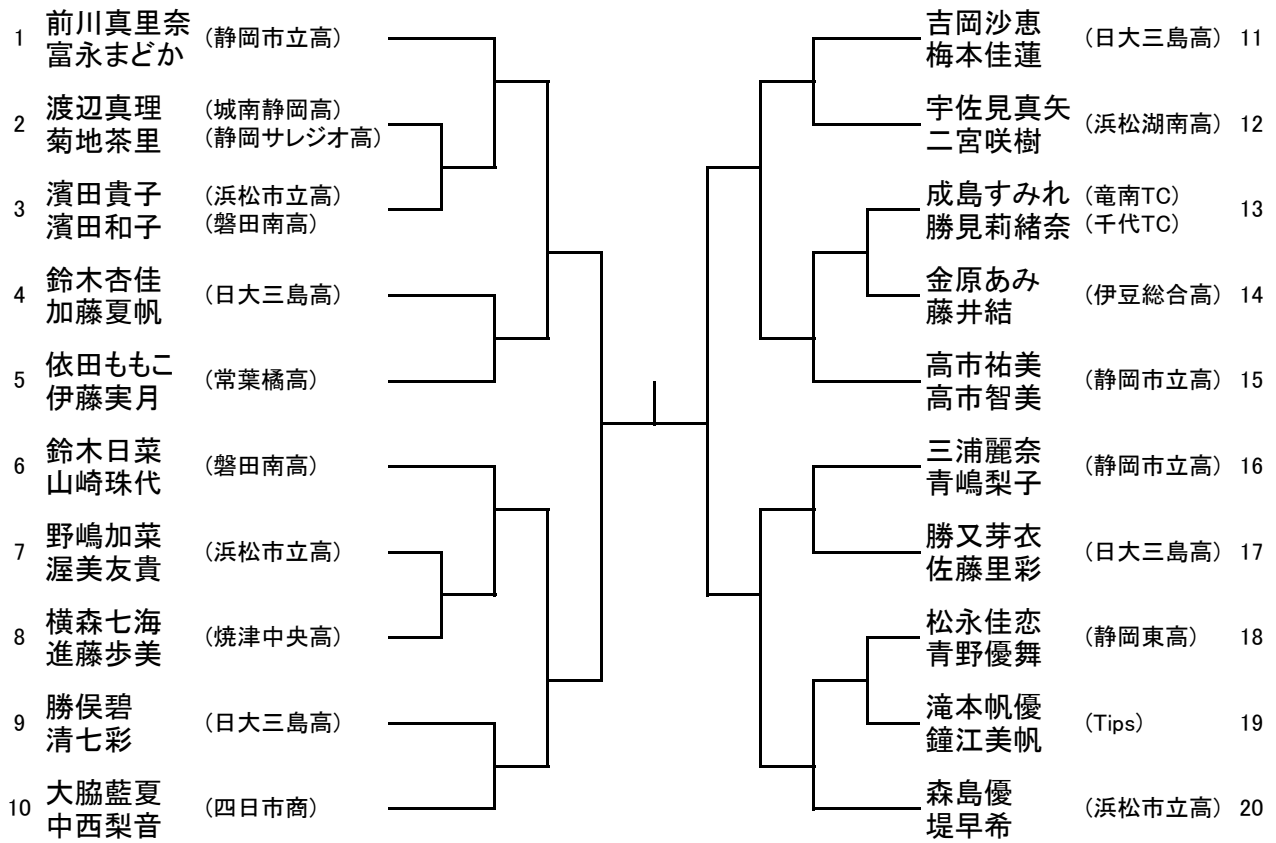 1 前川真里奈 (静岡市立高)
富永まどか
2 渡辺真理 (城南静岡高)
菊地茶里 (静岡サレジオ高)
3 濱田貴子 (浜松市立高)
濱田和子 (磐田南高)
4 鈴木杏佳 (日大三島高)
加藤夏帆
5 依田ももこ (常葉橘高)
伊藤実月
6 鈴木日菜 (磐田南高)
山崎珠代
7 野嶋加菜 (浜松市立高)
渥美友貴
8 横森七海 (焼津中央高)
進藤歩美
9 勝俣碧 (日大三島高)
清七彩
10 大脇藍夏 (四日市商)
中西梨音
吉岡沙恵 (日大三島高) 11
梅本佳蓮
宇佐見真矢 (浜松湖南高) 12
二宮咲樹
成島すみれ (竜南TC) 13
勝見莉緒奈 (千代TC)
金原あみ (伊豆総合高) 14
藤井結
高市祐美 (静岡市立高) 15
高市智美
三浦麗奈 (静岡市立高) 16
青嶋梨子
勝又芽衣 (日大三島高) 17
佐藤里彩
松永佳恋 (静岡東高) 18
青野優舞
滝本帆優 (Tips) 19
鐘江美帆
森島優 (浜松市立高) 20
堤早希